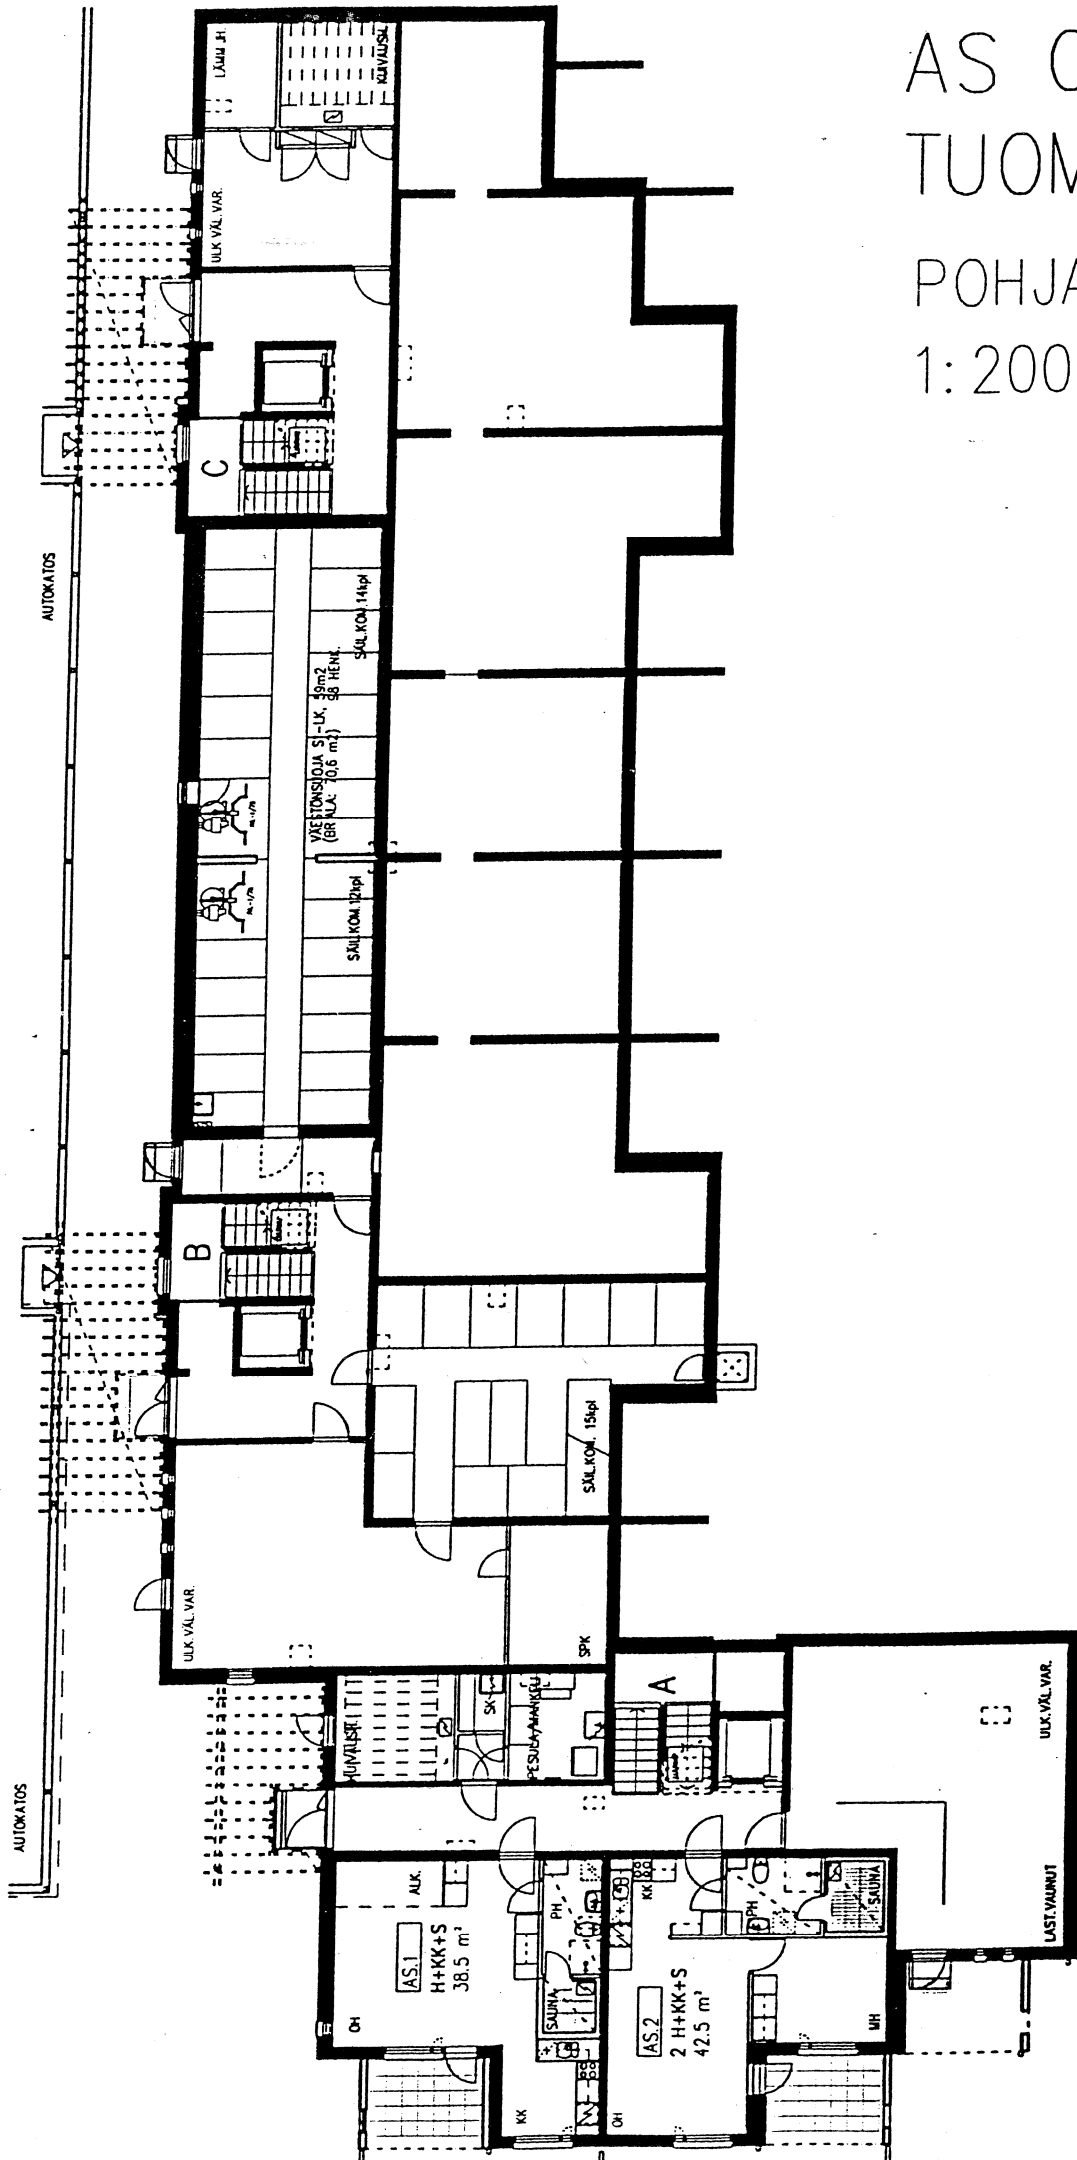 AS
TUOM
POHJA
1:200
LÄMM.JH.
KUIVAUSH.
ULK.VÄL.VAR.
C
AUTOKATOS
SÄIL.KOM.14kpl
VÄESTÖNSUOJA S1-LK, 59m2
(BR ALA: 70,6 m2) 98 HENK.
SÄIL.KOM.12kpl
B
SÄIL.KOM. 15kpl
ULK.VÄL.VAR.
SPK
AUTOKATOS
KUIVAUSH.
SK
PESULA/MANKELI
A
ULK.VÄL.VAR.
LAST.VAUNUT
ALK.
AS.1
H+KK+S
38.5 m²
OH
PH
SAUNA
KK
KK
PH
SAUNA
AS.2
2 H+KK+S
42.5 m²
MH
OH